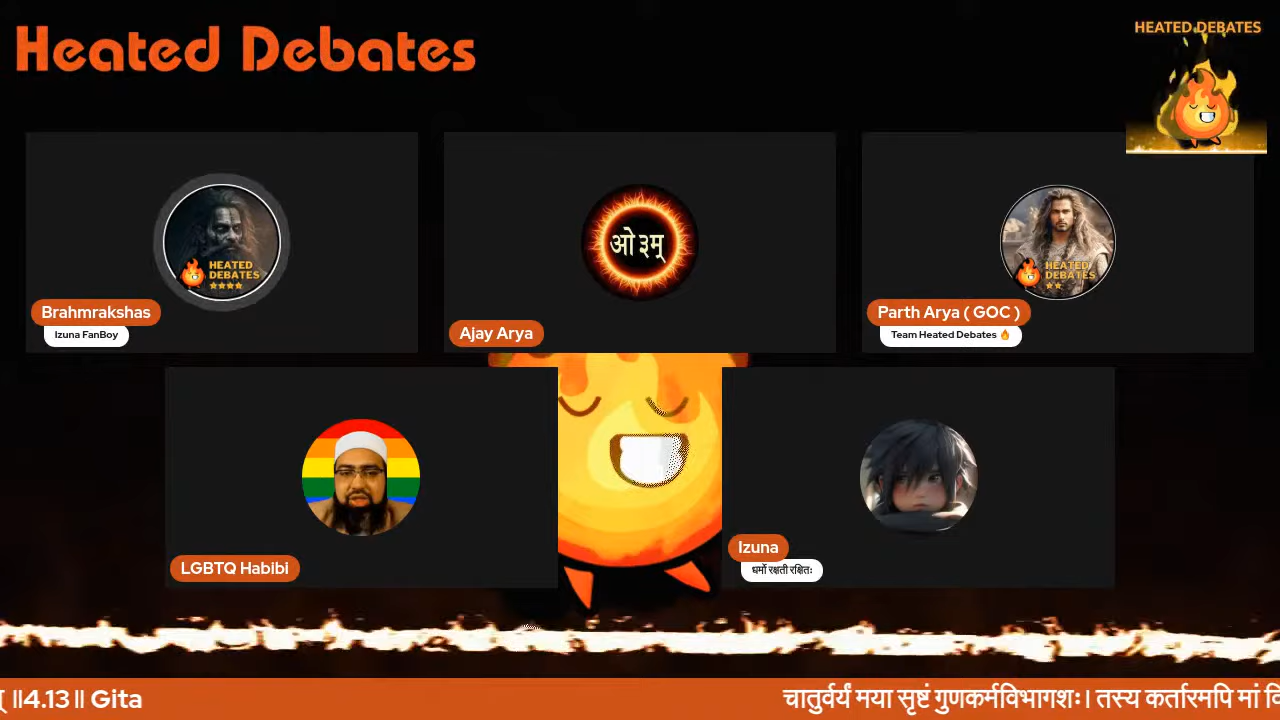 Heated Debates
HEATED DEBATES
HEATED
DEBATES
ओ३म्
HEATED
DEBATES
Brahmrakshas
Izuna FanBoy
Ajay Arya
Parth Arya ( GOC )
Team Heated Debates 🔥
LGBTQ Habibi
Izuna
धर्मो रक्षती रक्षितः
॥4.13॥ Gita
चातुर्वर्यं मया सृष्टं गुणकर्मविभागशः। तस्य कर्तारमपि मां